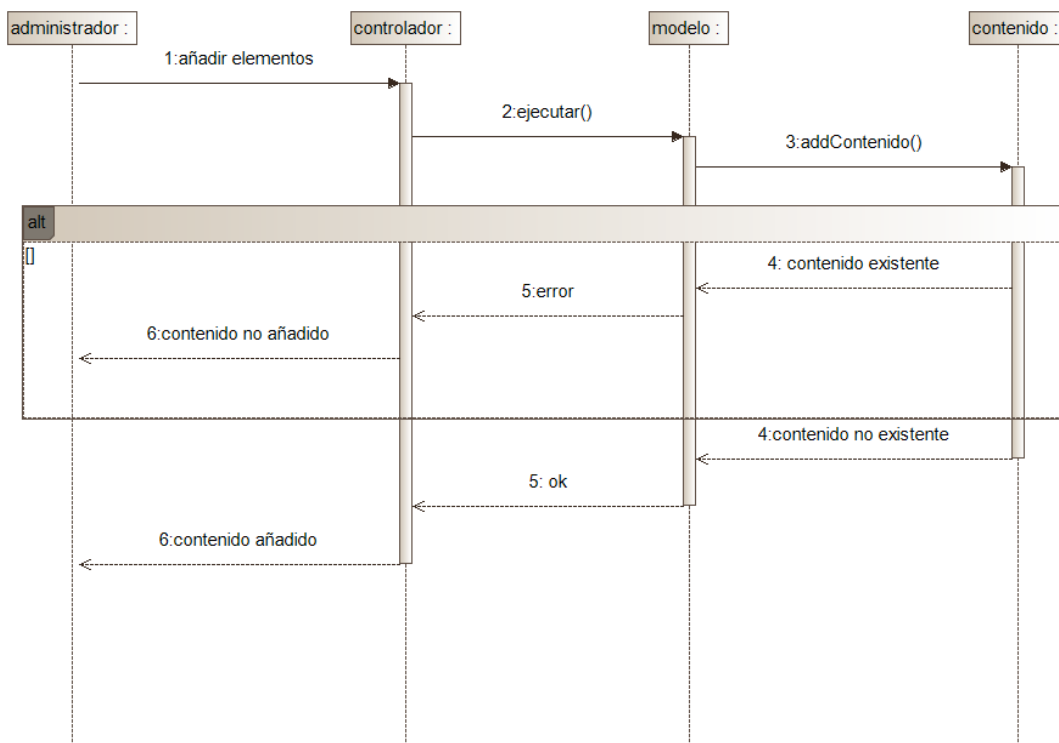 administrador :
controlador :
modelo :
contenido :
1:añadir elementos
2:ejecutar()
3:addContenido()
alt
[]
4: contenido existente
5:error
6:contenido no añadido
4:contenido no existente
5: ok
6:contenido añadido